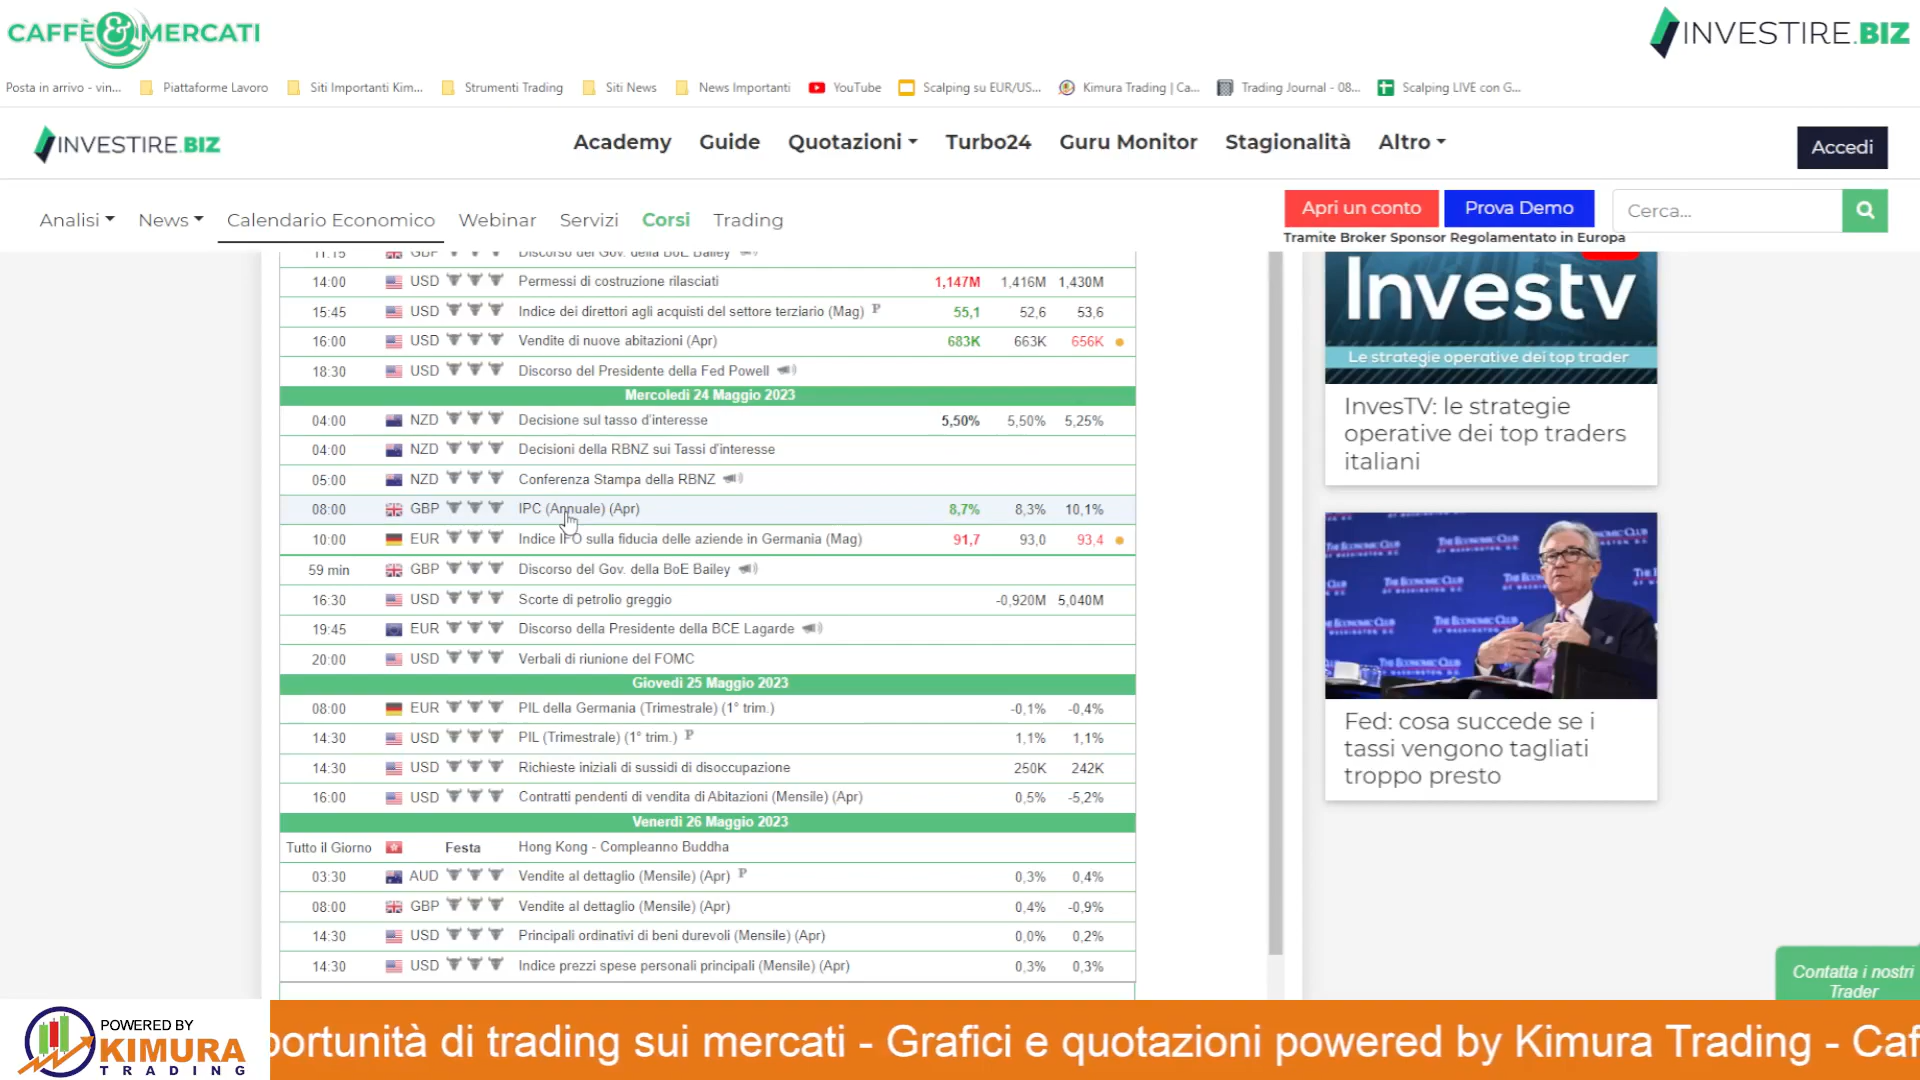 CAFFÈ&MERCATI
INVESTIRE.BIZ
Posta in arrivo - vin...
Piattaforme Lavoro
Siti Importanti Kim...
Strumenti Trading
Siti News
News Importanti
YouTube
Scalping su EUR/US...
Kimura Trading | Ca...
Trading Journal - 08...
Scalping LIVE con G...
INVESTIRE.BIZ
Academy
Guide
Quotazioni
Turbo24
Guru Monitor
Stagionalità
Altro
Accedi
Analisi
News
Calendario Economico
Webinar
Servizi
Corsi
Trading
Apri un conto
Prova Demo
Cerca...
Tramite Broker Sponsor Regolamentato in Europa
11:15 GBP Discorso del Gov. della BoE Bailey
14:00 USD Permessi di costruzione rilasciati 1,147M 1,416M 1,430M
15:45 USD Indice dei direttori agli acquisti del settore terziario (Mag) P 55,1 52,6 53,6
16:00 USD Vendite di nuove abitazioni (Apr) 683K 663K 656K
18:30 USD Discorso del Presidente della Fed Powell
Mercoledì 24 Maggio 2023
04:00 NZD Decisione sul tasso d'interesse 5,50% 5,50% 5,25%
04:00 NZD Decisioni della RBNZ sui Tassi d'interesse
05:00 NZD Conferenza Stampa della RBNZ
08:00 GBP IPC (Annuale) (Apr) 8,7% 8,3% 10,1%
10:00 EUR Indice IFO sulla fiducia delle aziende in Germania (Mag) 91,7 93,0 93,4
59 min GBP Discorso del Gov. della BoE Bailey
16:30 USD Scorte di petrolio greggio -0,920M 5,040M
19:45 EUR Discorso della Presidente della BCE Lagarde
20:00 USD Verbali di riunione del FOMC
Giovedì 25 Maggio 2023
08:00 EUR PIL della Germania (Trimestrale) (1° trim.) -0,1% -0,4%
14:30 USD PIL (Trimestrale) (1° trim.) P 1,1% 1,1%
14:30 USD Richieste iniziali di sussidi di disoccupazione 250K 242K
16:00 USD Contratti pendenti di vendita di Abitazioni (Mensile) (Apr) 0,5% -5,2%
Venerdì 26 Maggio 2023
Tutto il Giorno Festa Hong Kong - Compleanno Buddha
03:30 AUD Vendite al dettaglio (Mensile) (Apr) P 0,3% 0,4%
08:00 GBP Vendite al dettaglio (Mensile) (Apr) 0,4% -0,9%
14:30 USD Principali ordinativi di beni durevoli (Mensile) (Apr) 0,0% 0,2%
14:30 USD Indice prezzi spese personali principali (Mensile) (Apr) 0,3% 0,3%
Investv
Le strategie operative dei top trader
InvesTV: le strategie
operative dei top traders
italiani
THE ECONOMIC CLUB
OF WASHINGTON, D.C.
Fed: cosa succede se i
tassi vengono tagliati
troppo presto
Contatta i nostri
Trader
POWERED BY
KIMURA
TRADING
portunità di trading sui mercati - Grafici e quotazioni powered by Kimura Trading - Caf